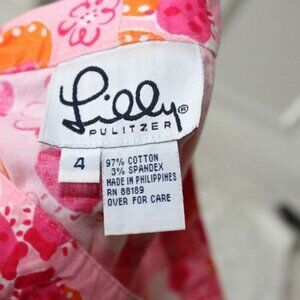 Lilly®
PULITZER
4
97% COTTON
3% SPANDEX
MADE IN PHILIPPINES
RN 88189
OVER FOR CARE